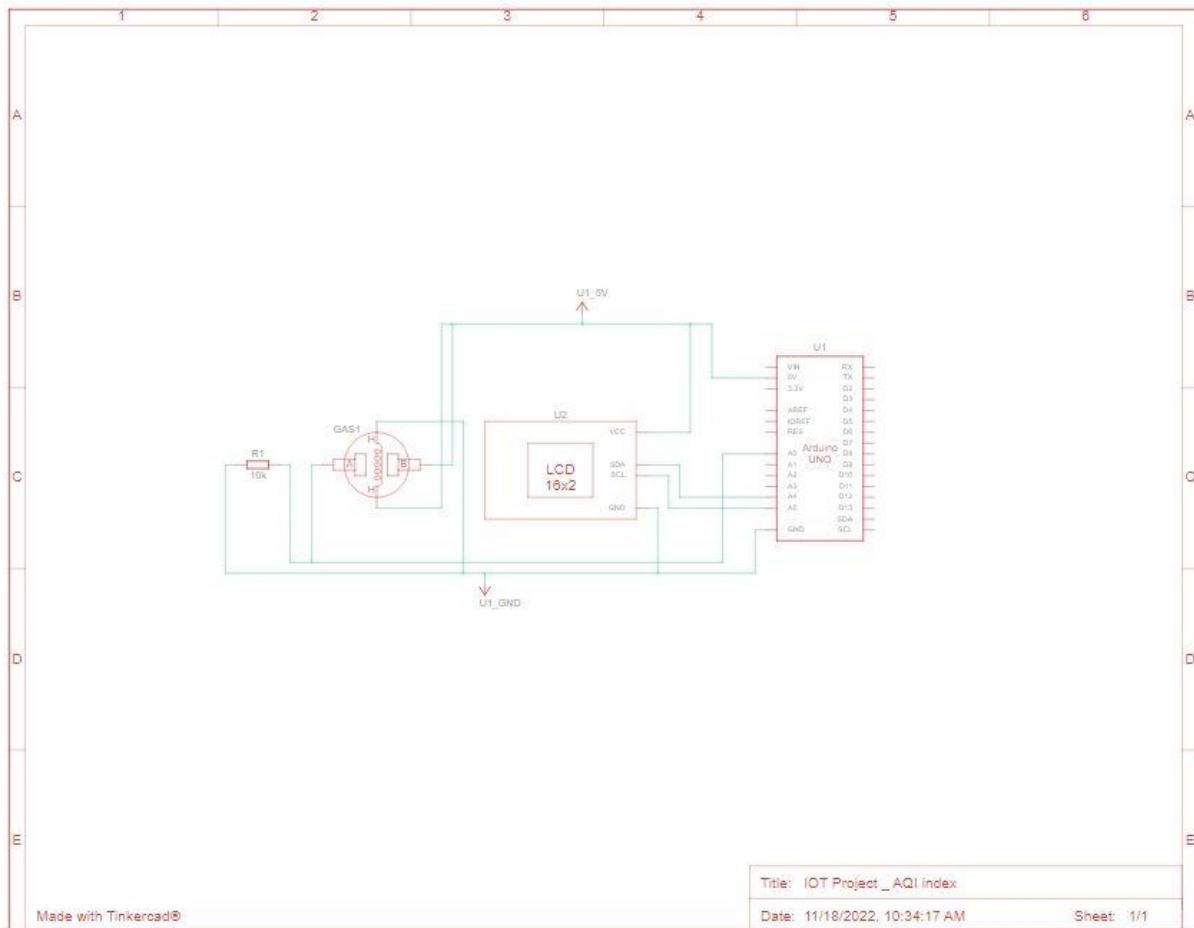 1 2 3 4 5 6
A A
B B
U1_5V
U1
VIN RX
5V TX
3.3V D2
D3
AREF D4
IOREF D5
RES D6
D7
Arduino
UNO
A0 D8
A1 D9
A2 D10
A3 D11
A4 D12
A5 D13
SDA
GND SCL
U2
VCC
LCD
16x2
SDA
SCL
GND
GAS1
H
A B
H
R1
10k
C C
U1_GND
D D
E E
Title: IOT Project _ AQI index
Made with Tinkercad®
Date: 11/18/2022, 10:34:17 AM Sheet: 1/1